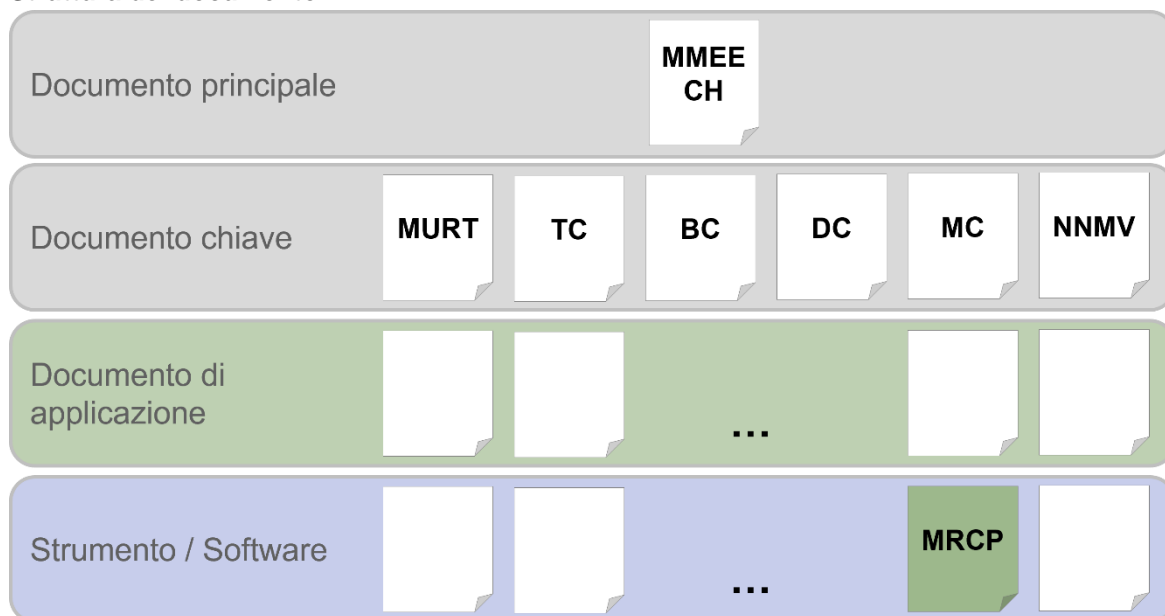 Documento principale
MMEE
CH
Documento chiave
MURT
TC
BC
DC
MC
NNMV
Documento di
applicazione
...
Strumento / Software
...
MRCP